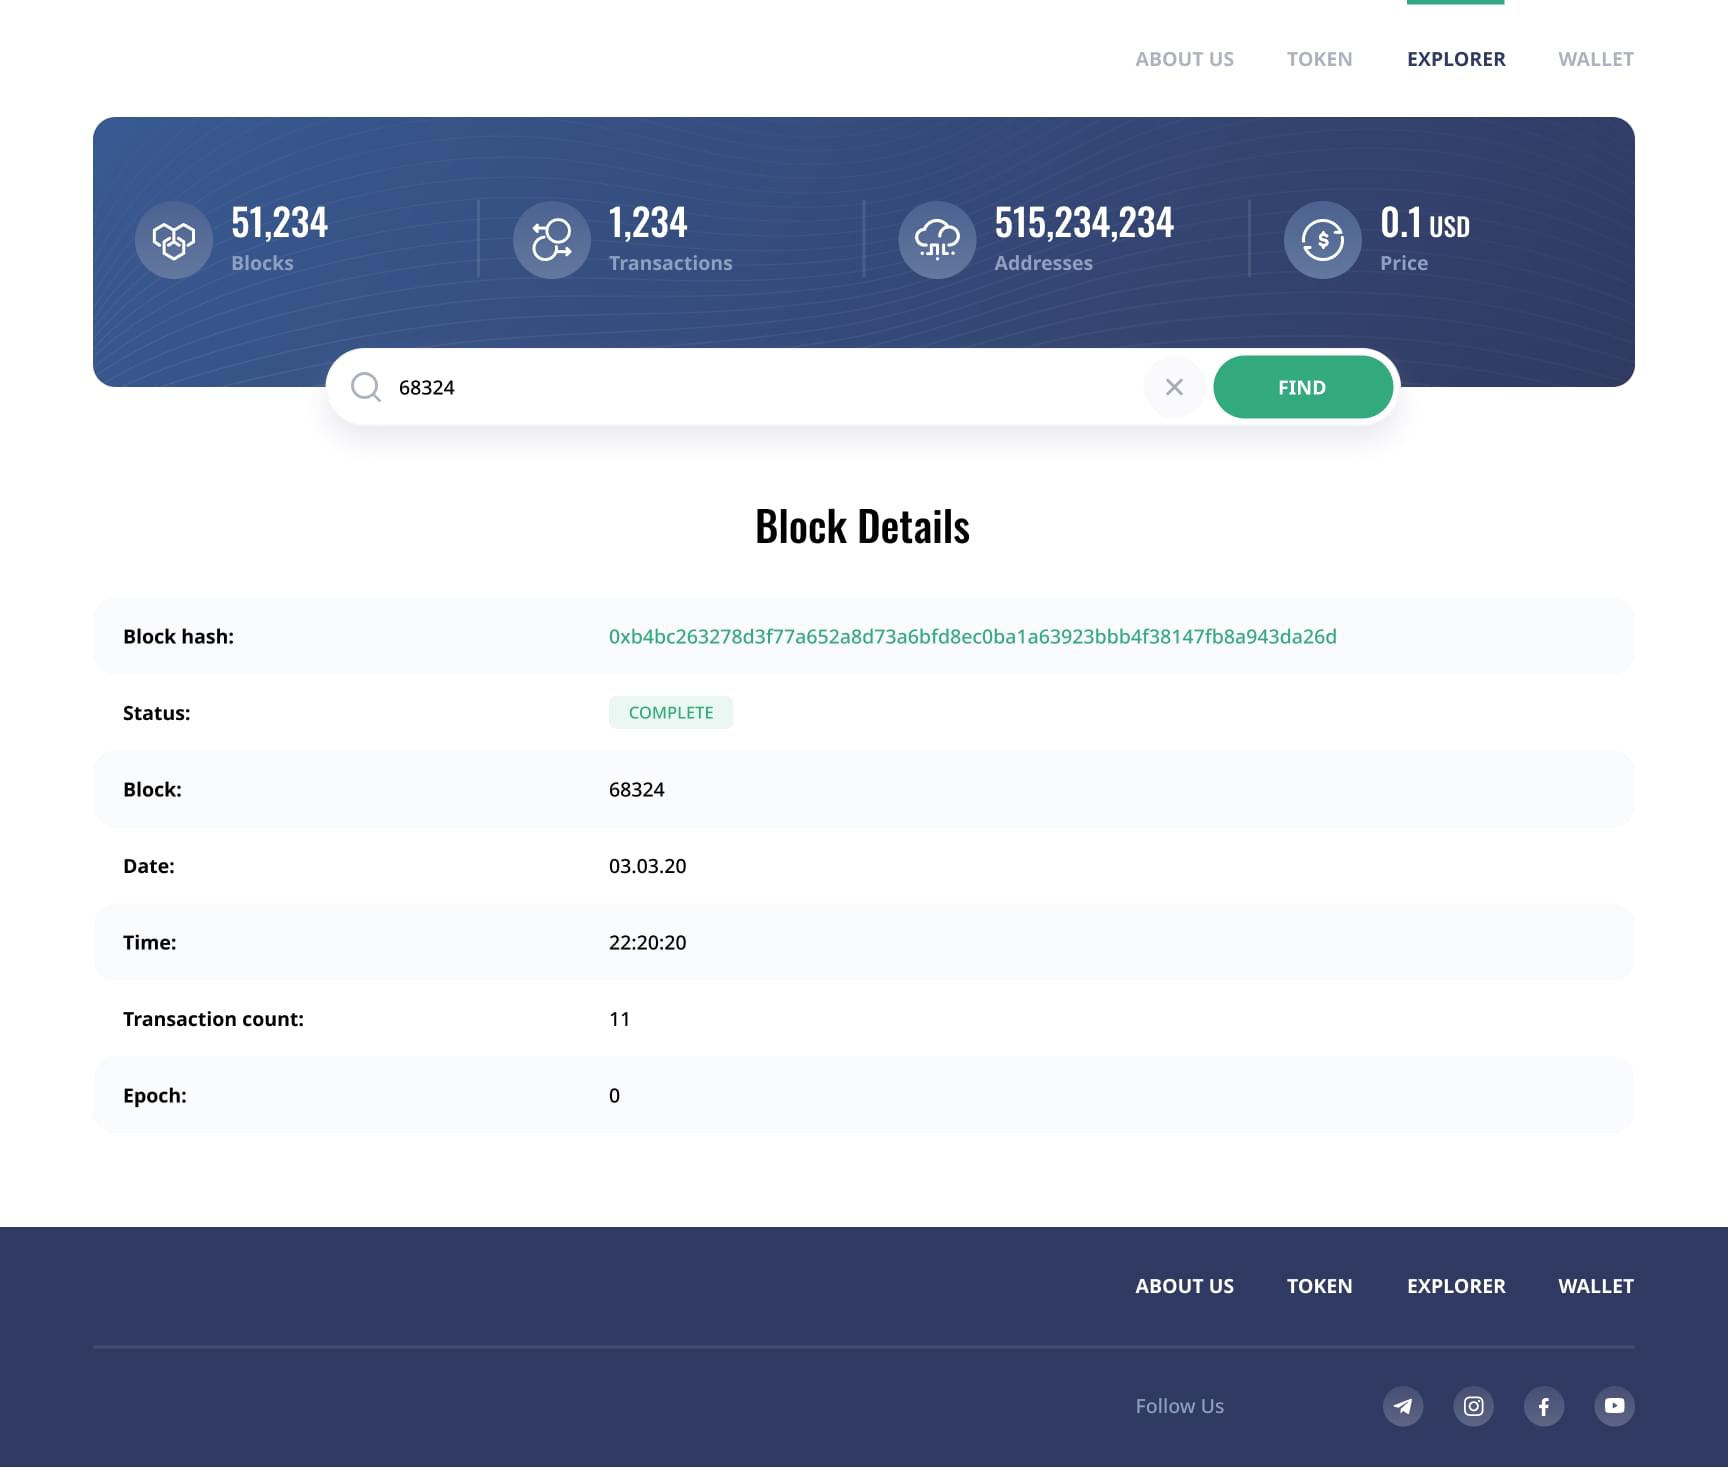 ABOUT US TOKEN EXPLORER WALLET
51,234 1,234 515,234,234 0.1 USD
Blocks Transactions Addresses Price
68324 FIND
Block Details
Block hash: 0xb4bc263278d3f77a652a8d73a6bfd8ec0ba1a63923bbb4f38147fb8a943da26d
Status: COMPLETE
Block: 68324
Date: 03.03.20
Time: 22:20:20
Transaction count: 11
Epoch: 0
ABOUT US TOKEN EXPLORER WALLET
Follow Us